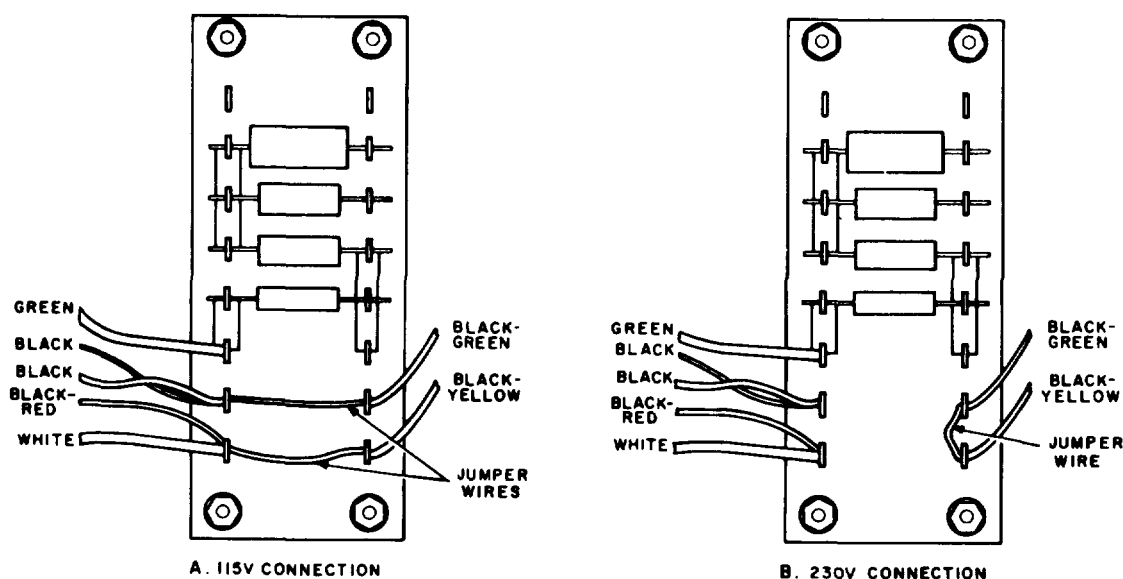 GREEN
BLACK
BLACK
BLACK-
RED
WHITE
BLACK-
GREEN
BLACK-
YELLOW
JUMPER
WIRES
A. 115V CONNECTION
GREEN
BLACK
BLACK
BLACK-
RED
WHITE
BLACK-
GREEN
BLACK-
YELLOW
JUMPER
WIRE
B. 230V CONNECTION